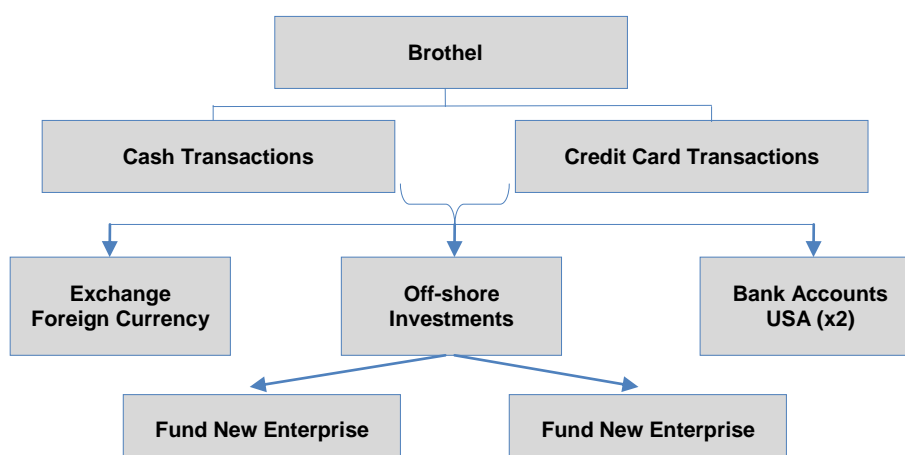 Brothel
Cash Transactions
Credit Card Transactions
Exchange
Foreign Currency
Off-shore
Investments
Bank Accounts
USA (x2)
Fund New Enterprise
Fund New Enterprise